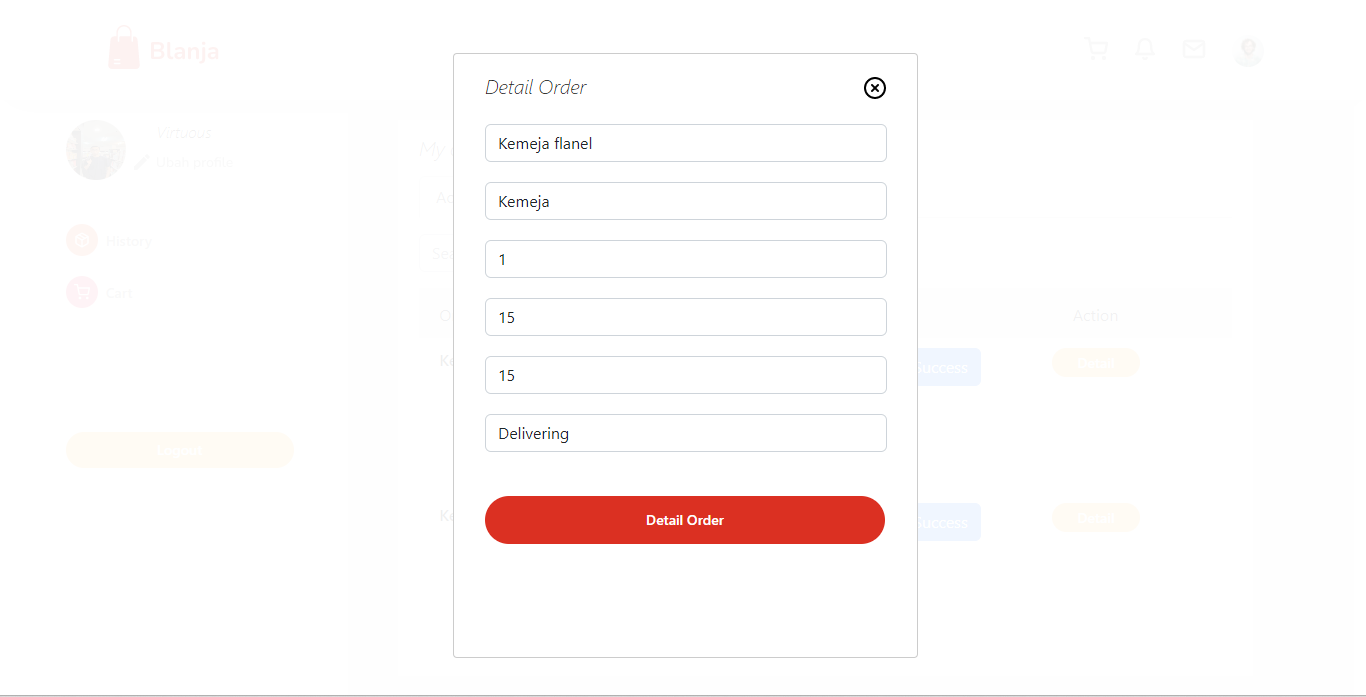 Blanja
Detail Order
Virtuous
Ubah profile
My
Kemeja flanel
Kemeja
History
1
Cart
15
Action
Success
Detail
15
Delivering
Logout
Success
Detail
Detail Order